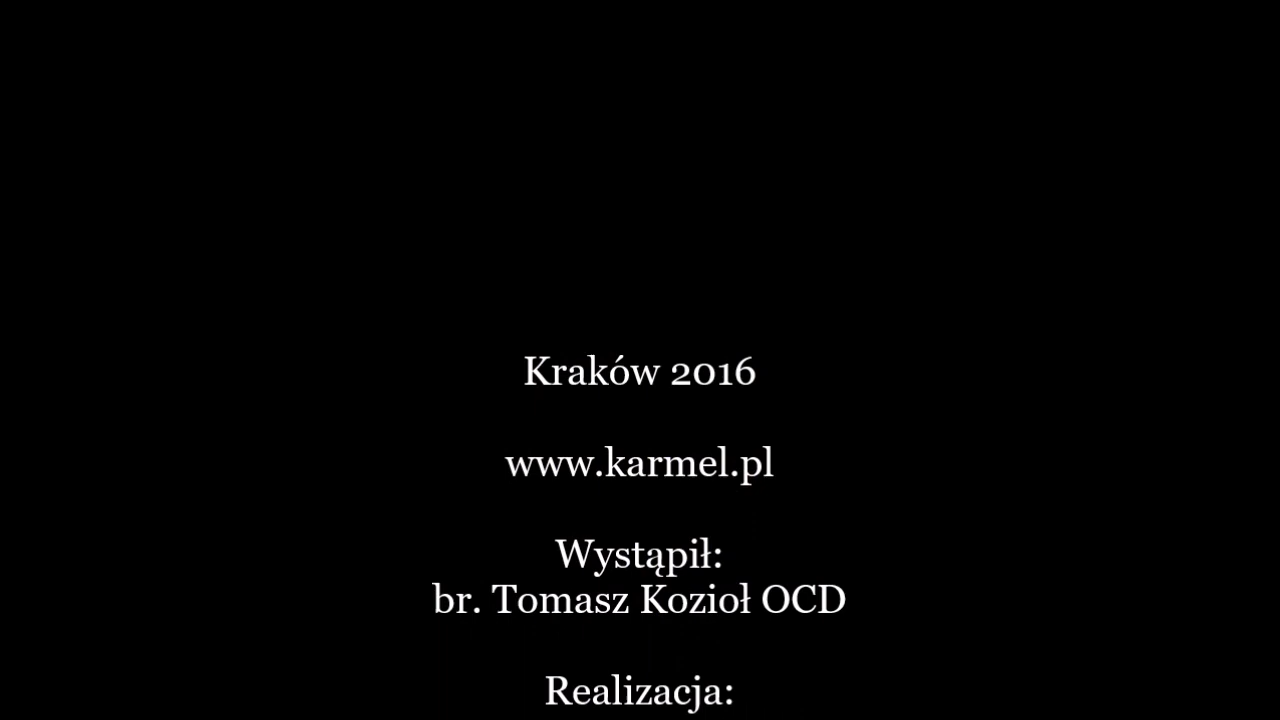 Kraków 2016
www.karmel.pl
Wystąpił:
br. Tomasz Kozioł OCD
Realizacja: